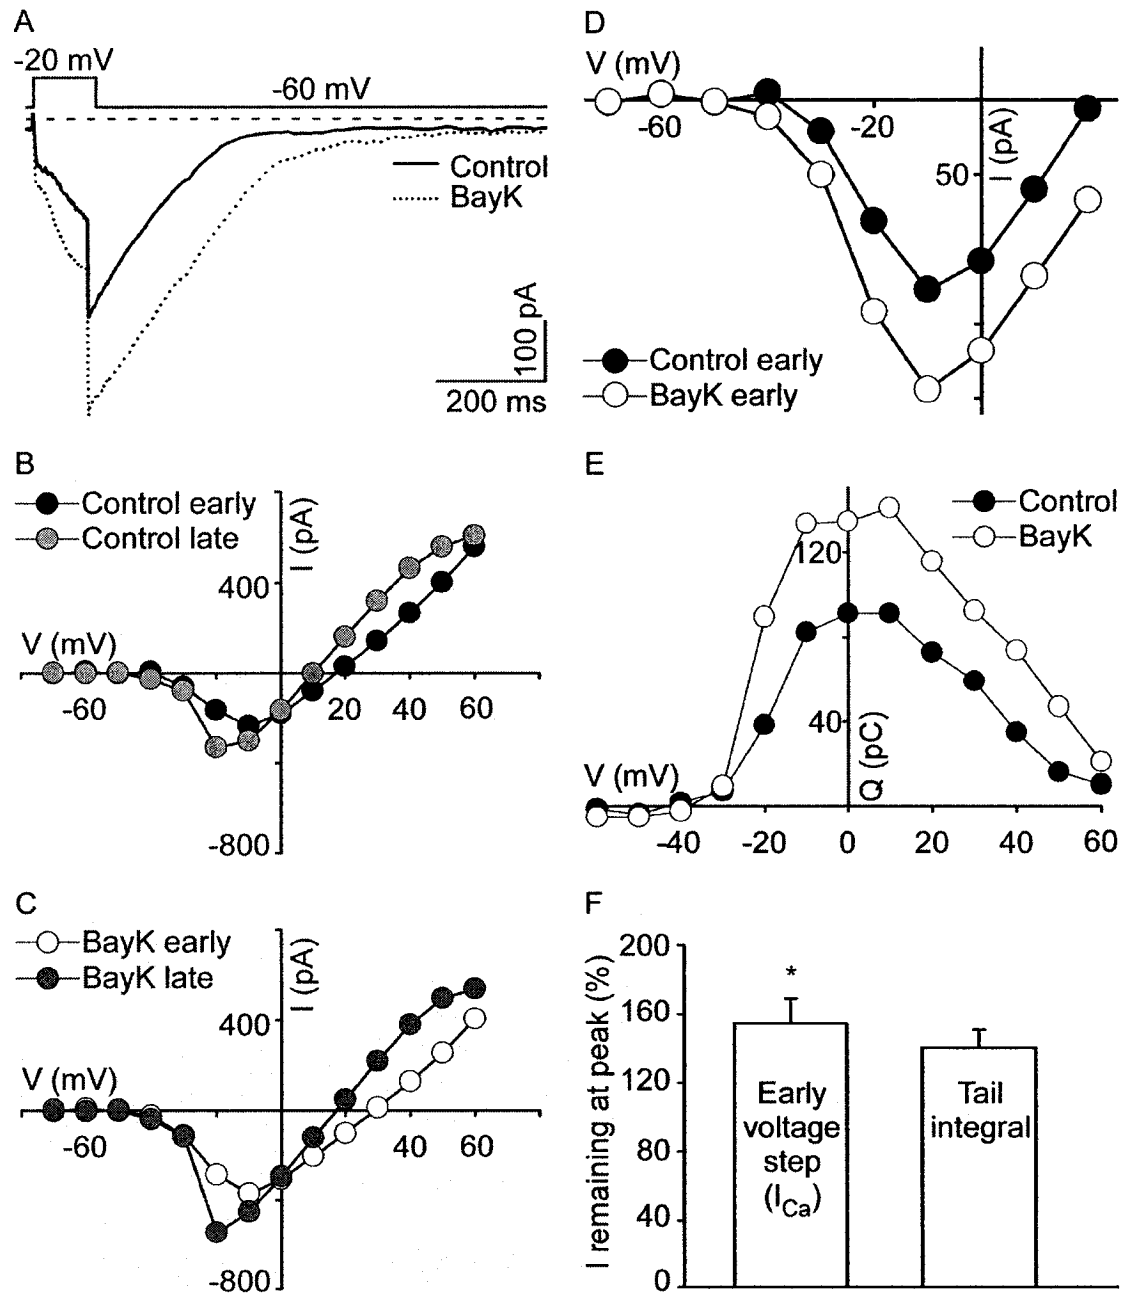 A
-20 mV
-60 mV
Control
BayK
100 pA
200 ms
B
Control early
Control late
I (pA)
400
V (mV)
-60
20
40
60
-800
C
BayK early
BayK late
I (pA)
400
V (mV)
-60
40
60
-800
D
V (mV)
-60
-20
50
I (pA)
Control early
BayK early
E
Control
BayK
120
40
Q (pC)
V (mV)
-40
-20
0
20
40
60
F
I remaining at peak (%)
200
160
120
80
40
0
*
Early
voltage
step
(ICa)
Tail
integral